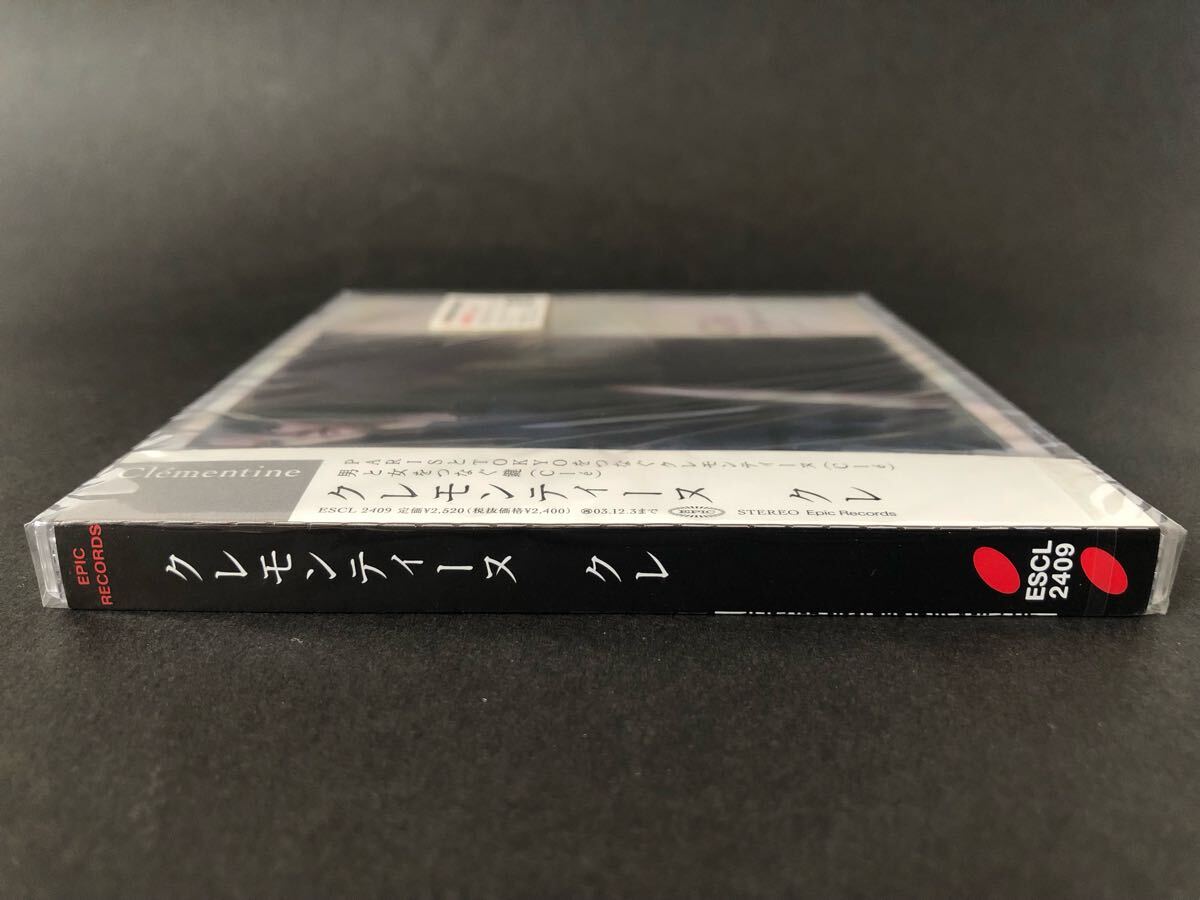 Clémentine
PARISとTOKYOをつなぐクレモンティーヌ(Clé)
男と女をつなぐ鍵(Clé)
クレモンティーヌ クレ
ESCL 2409 定価¥2,520(税抜価格¥2,400) 再03.12.3まで EPIC STEREO Epic Records
EPIC RECORDS
クレモンティーヌ クレ
ESCL 2409